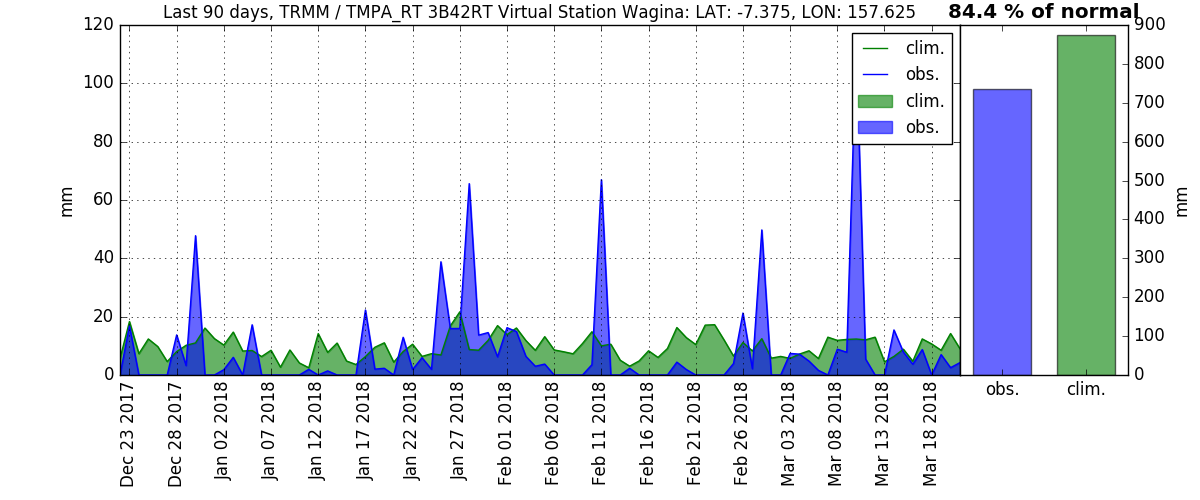 Last 90 days, TRMM / TMPA_RT 3B42RT Virtual Station Wagina: LAT: -7.375, LON: 157.625
84.4 % of normal
120
100
80
60
40
20
0
mm
clim.
obs.
clim.
obs.
900
800
700
600
500
400
300
200
100
0
mm
obs.
clim.
Dec 23 2017
Dec 28 2017
Jan 02 2018
Jan 07 2018
Jan 12 2018
Jan 17 2018
Jan 22 2018
Jan 27 2018
Feb 01 2018
Feb 06 2018
Feb 11 2018
Feb 16 2018
Feb 21 2018
Feb 26 2018
Mar 03 2018
Mar 08 2018
Mar 13 2018
Mar 18 2018